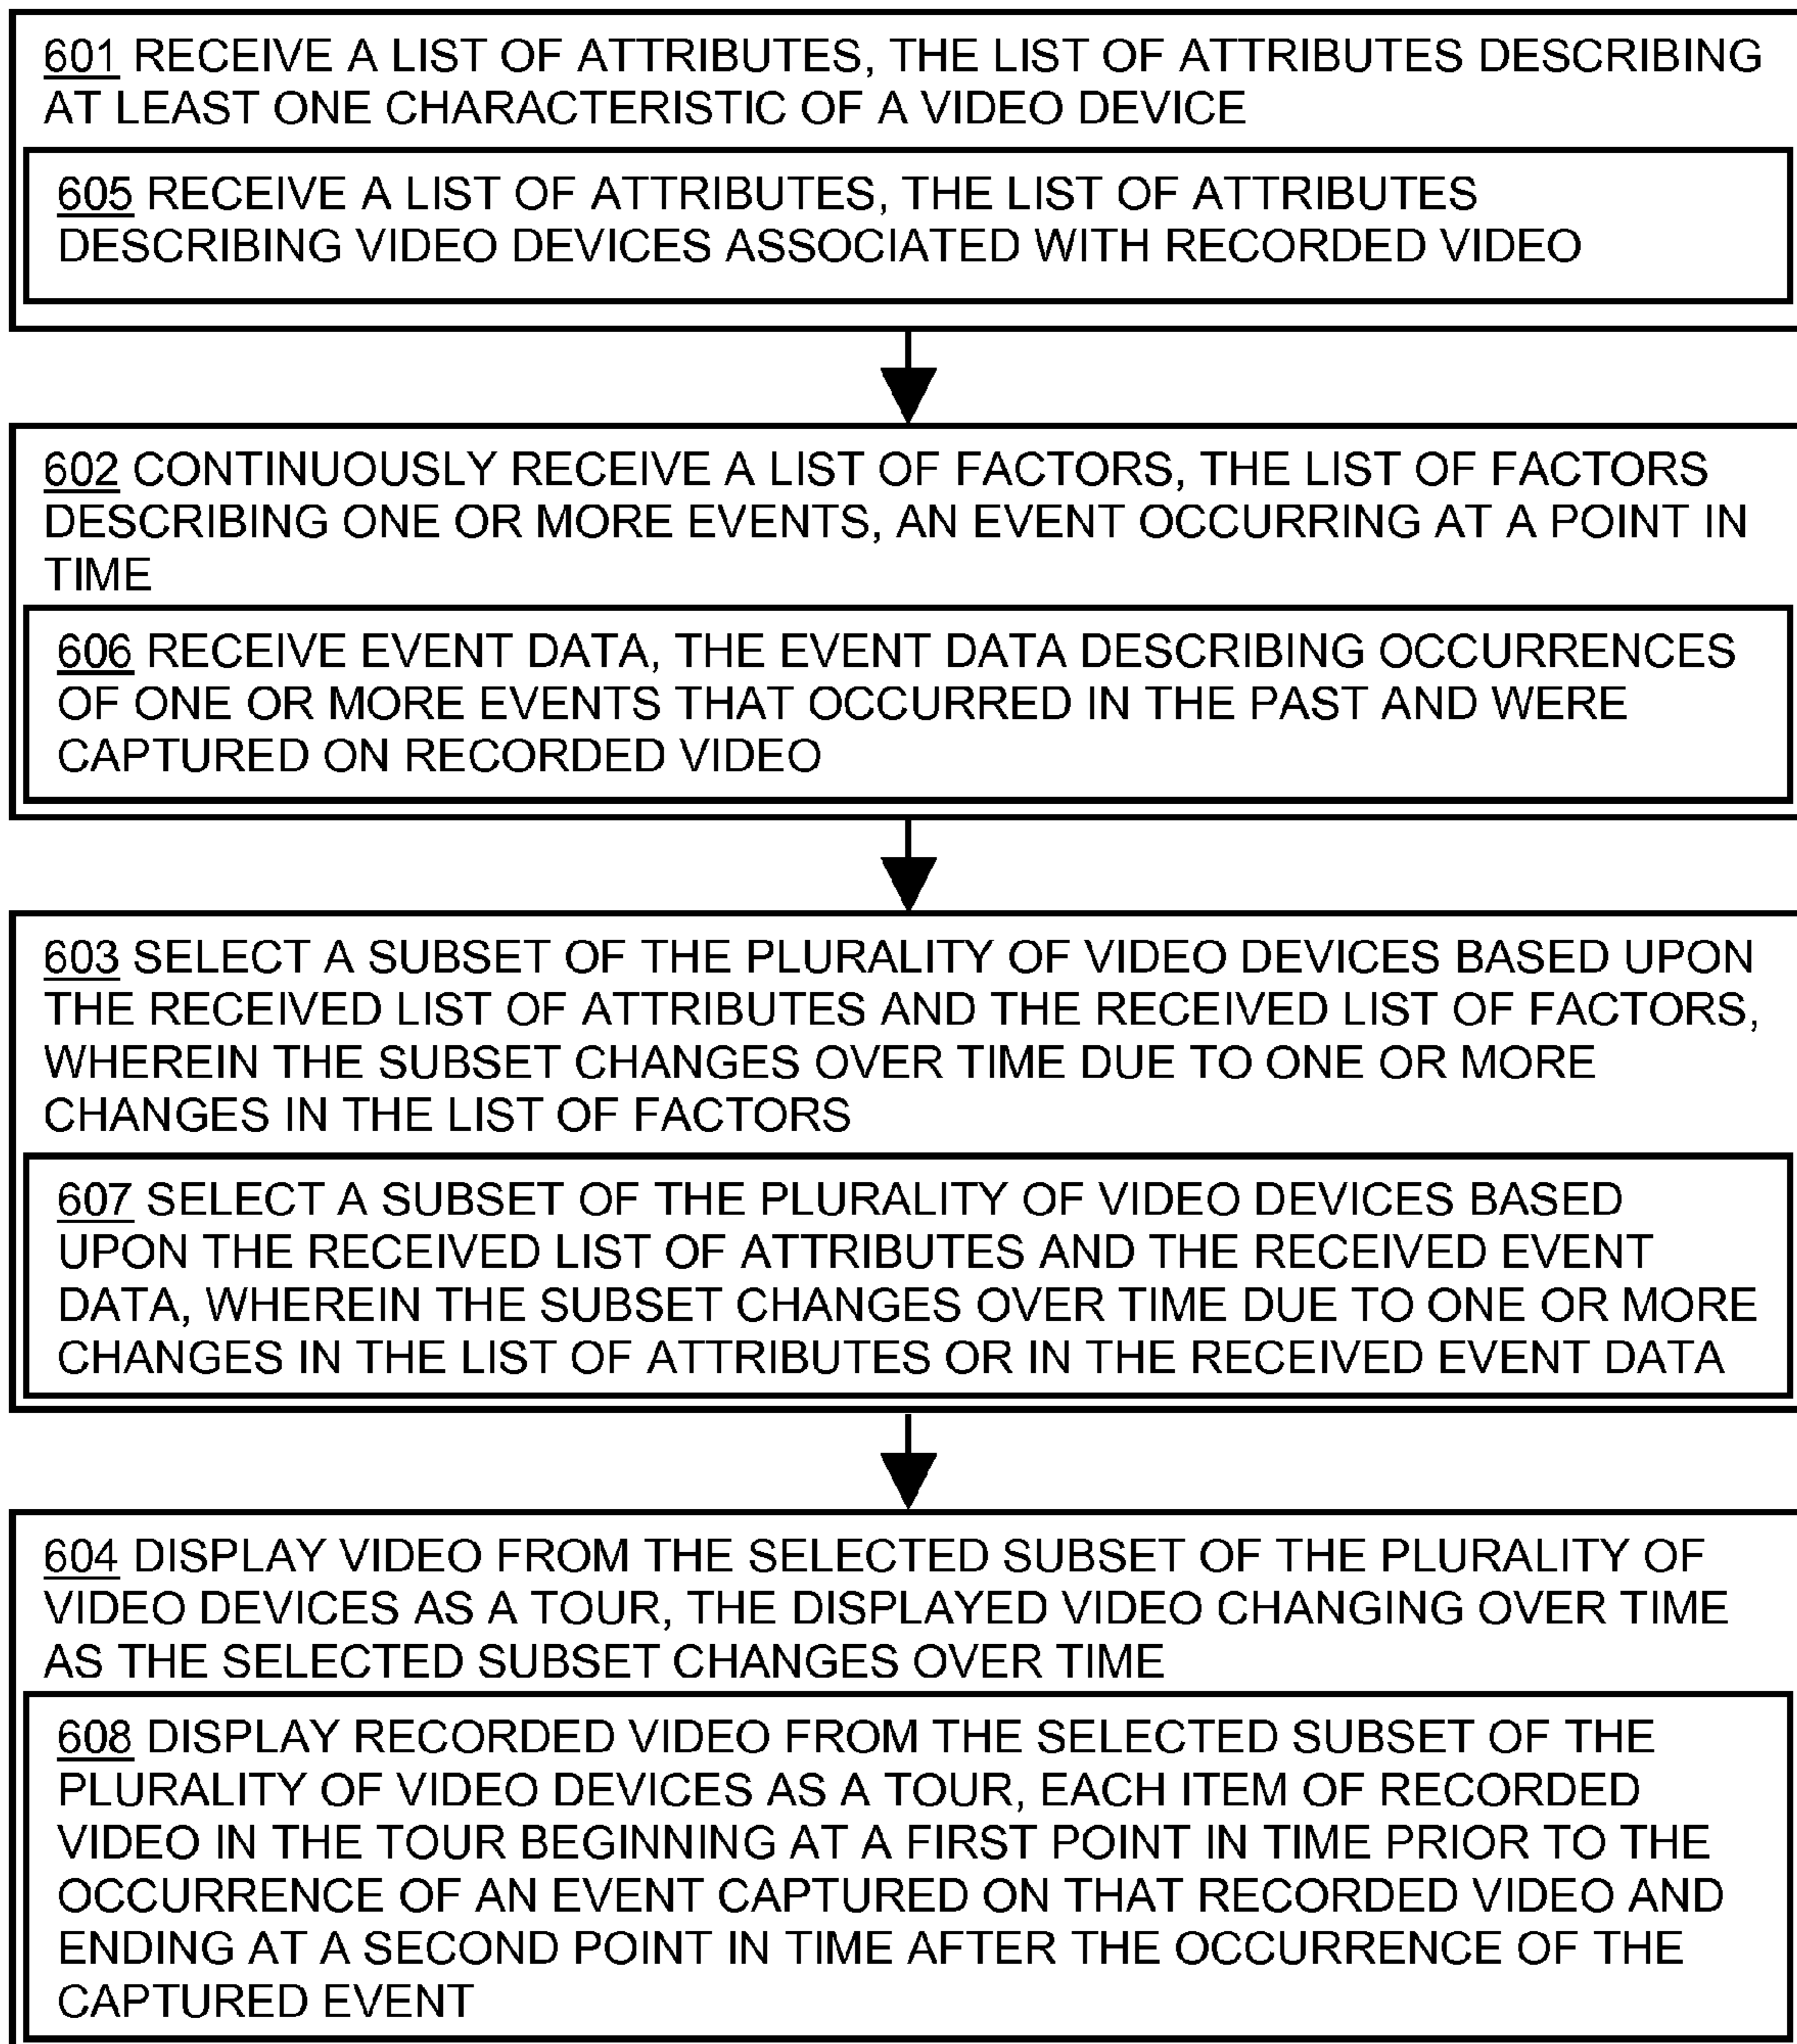 601 RECEIVE A LIST OF ATTRIBUTES, THE LIST OF ATTRIBUTES DESCRIBING
AT LEAST ONE CHARACTERISTIC OF A VIDEO DEVICE
605 RECEIVE A LIST OF ATTRIBUTES, THE LIST OF ATTRIBUTES
DESCRIBING VIDEO DEVICES ASSOCIATED WITH RECORDED VIDEO
602 CONTINUOUSLY RECEIVE A LIST OF FACTORS, THE LIST OF FACTORS
DESCRIBING ONE OR MORE EVENTS, AN EVENT OCCURRING AT A POINT IN
TIME
606 RECEIVE EVENT DATA, THE EVENT DATA DESCRIBING OCCURRENCES
OF ONE OR MORE EVENTS THAT OCCURRED IN THE PAST AND WERE
CAPTURED ON RECORDED VIDEO
603 SELECT A SUBSET OF THE PLURALITY OF VIDEO DEVICES BASED UPON
THE RECEIVED LIST OF ATTRIBUTES AND THE RECEIVED LIST OF FACTORS,
WHEREIN THE SUBSET CHANGES OVER TIME DUE TO ONE OR MORE
CHANGES IN THE LIST OF FACTORS
607 SELECT A SUBSET OF THE PLURALITY OF VIDEO DEVICES BASED
UPON THE RECEIVED LIST OF ATTRIBUTES AND THE RECEIVED EVENT
DATA, WHEREIN THE SUBSET CHANGES OVER TIME DUE TO ONE OR MORE
CHANGES IN THE LIST OF ATTRIBUTES OR IN THE RECEIVED EVENT DATA
604 DISPLAY VIDEO FROM THE SELECTED SUBSET OF THE PLURALITY OF
VIDEO DEVICES AS A TOUR, THE DISPLAYED VIDEO CHANGING OVER TIME
AS THE SELECTED SUBSET CHANGES OVER TIME
608 DISPLAY RECORDED VIDEO FROM THE SELECTED SUBSET OF THE
PLURALITY OF VIDEO DEVICES AS A TOUR, EACH ITEM OF RECORDED
VIDEO IN THE TOUR BEGINNING AT A FIRST POINT IN TIME PRIOR TO THE
OCCURRENCE OF AN EVENT CAPTURED ON THAT RECORDED VIDEO AND
ENDING AT A SECOND POINT IN TIME AFTER THE OCCURRENCE OF THE
CAPTURED EVENT